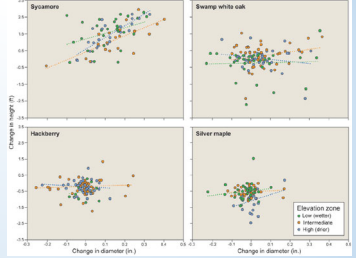 Sycamore
Swamp white oak
Change in height (ft)
Hackberry
Silver maple
Elevation zone
Low (wetter)
Intermediate
High (drier)
Change in diameter (in.)
Change in diameter (in.)